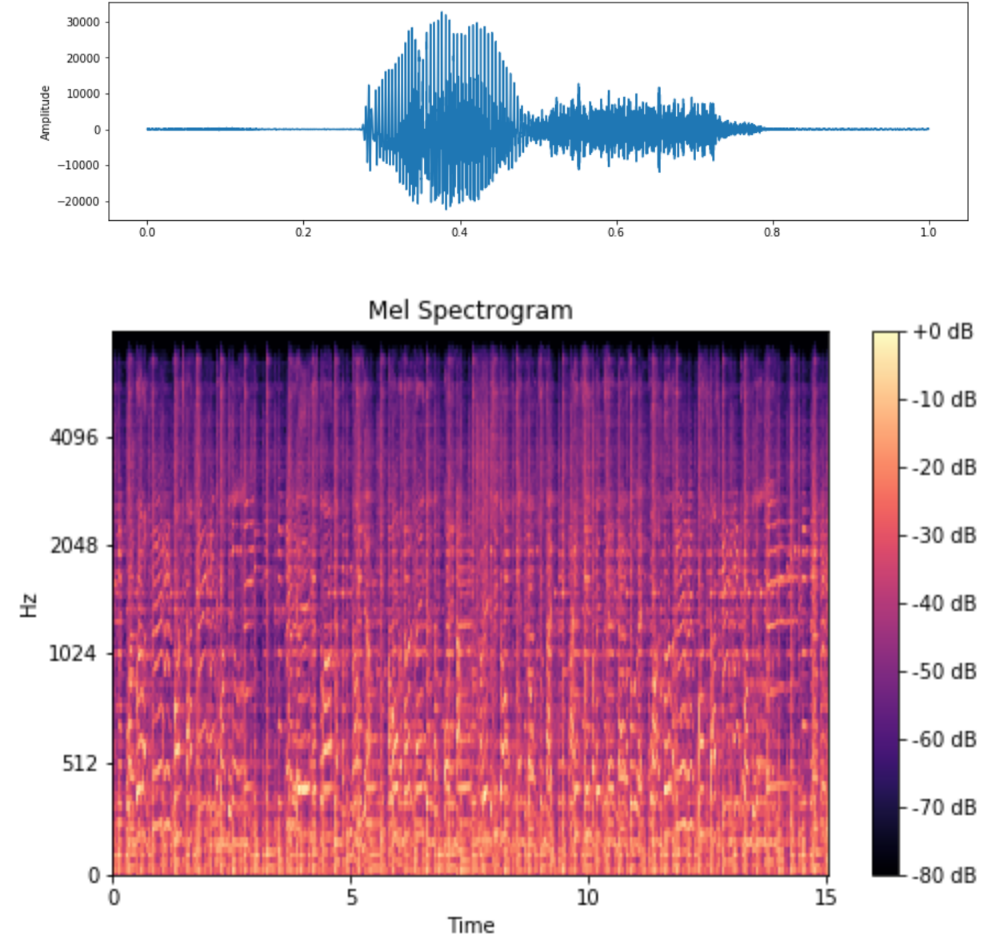 30000
20000
10000
0
−10000
−20000
Amplitude
0.0 0.2 0.4 0.6 0.8 1.0
Mel Spectrogram
4096
2048
1024
512
0
Hz
0 5 10 15
Time
+0 dB
-10 dB
-20 dB
-30 dB
-40 dB
-50 dB
-60 dB
-70 dB
-80 dB